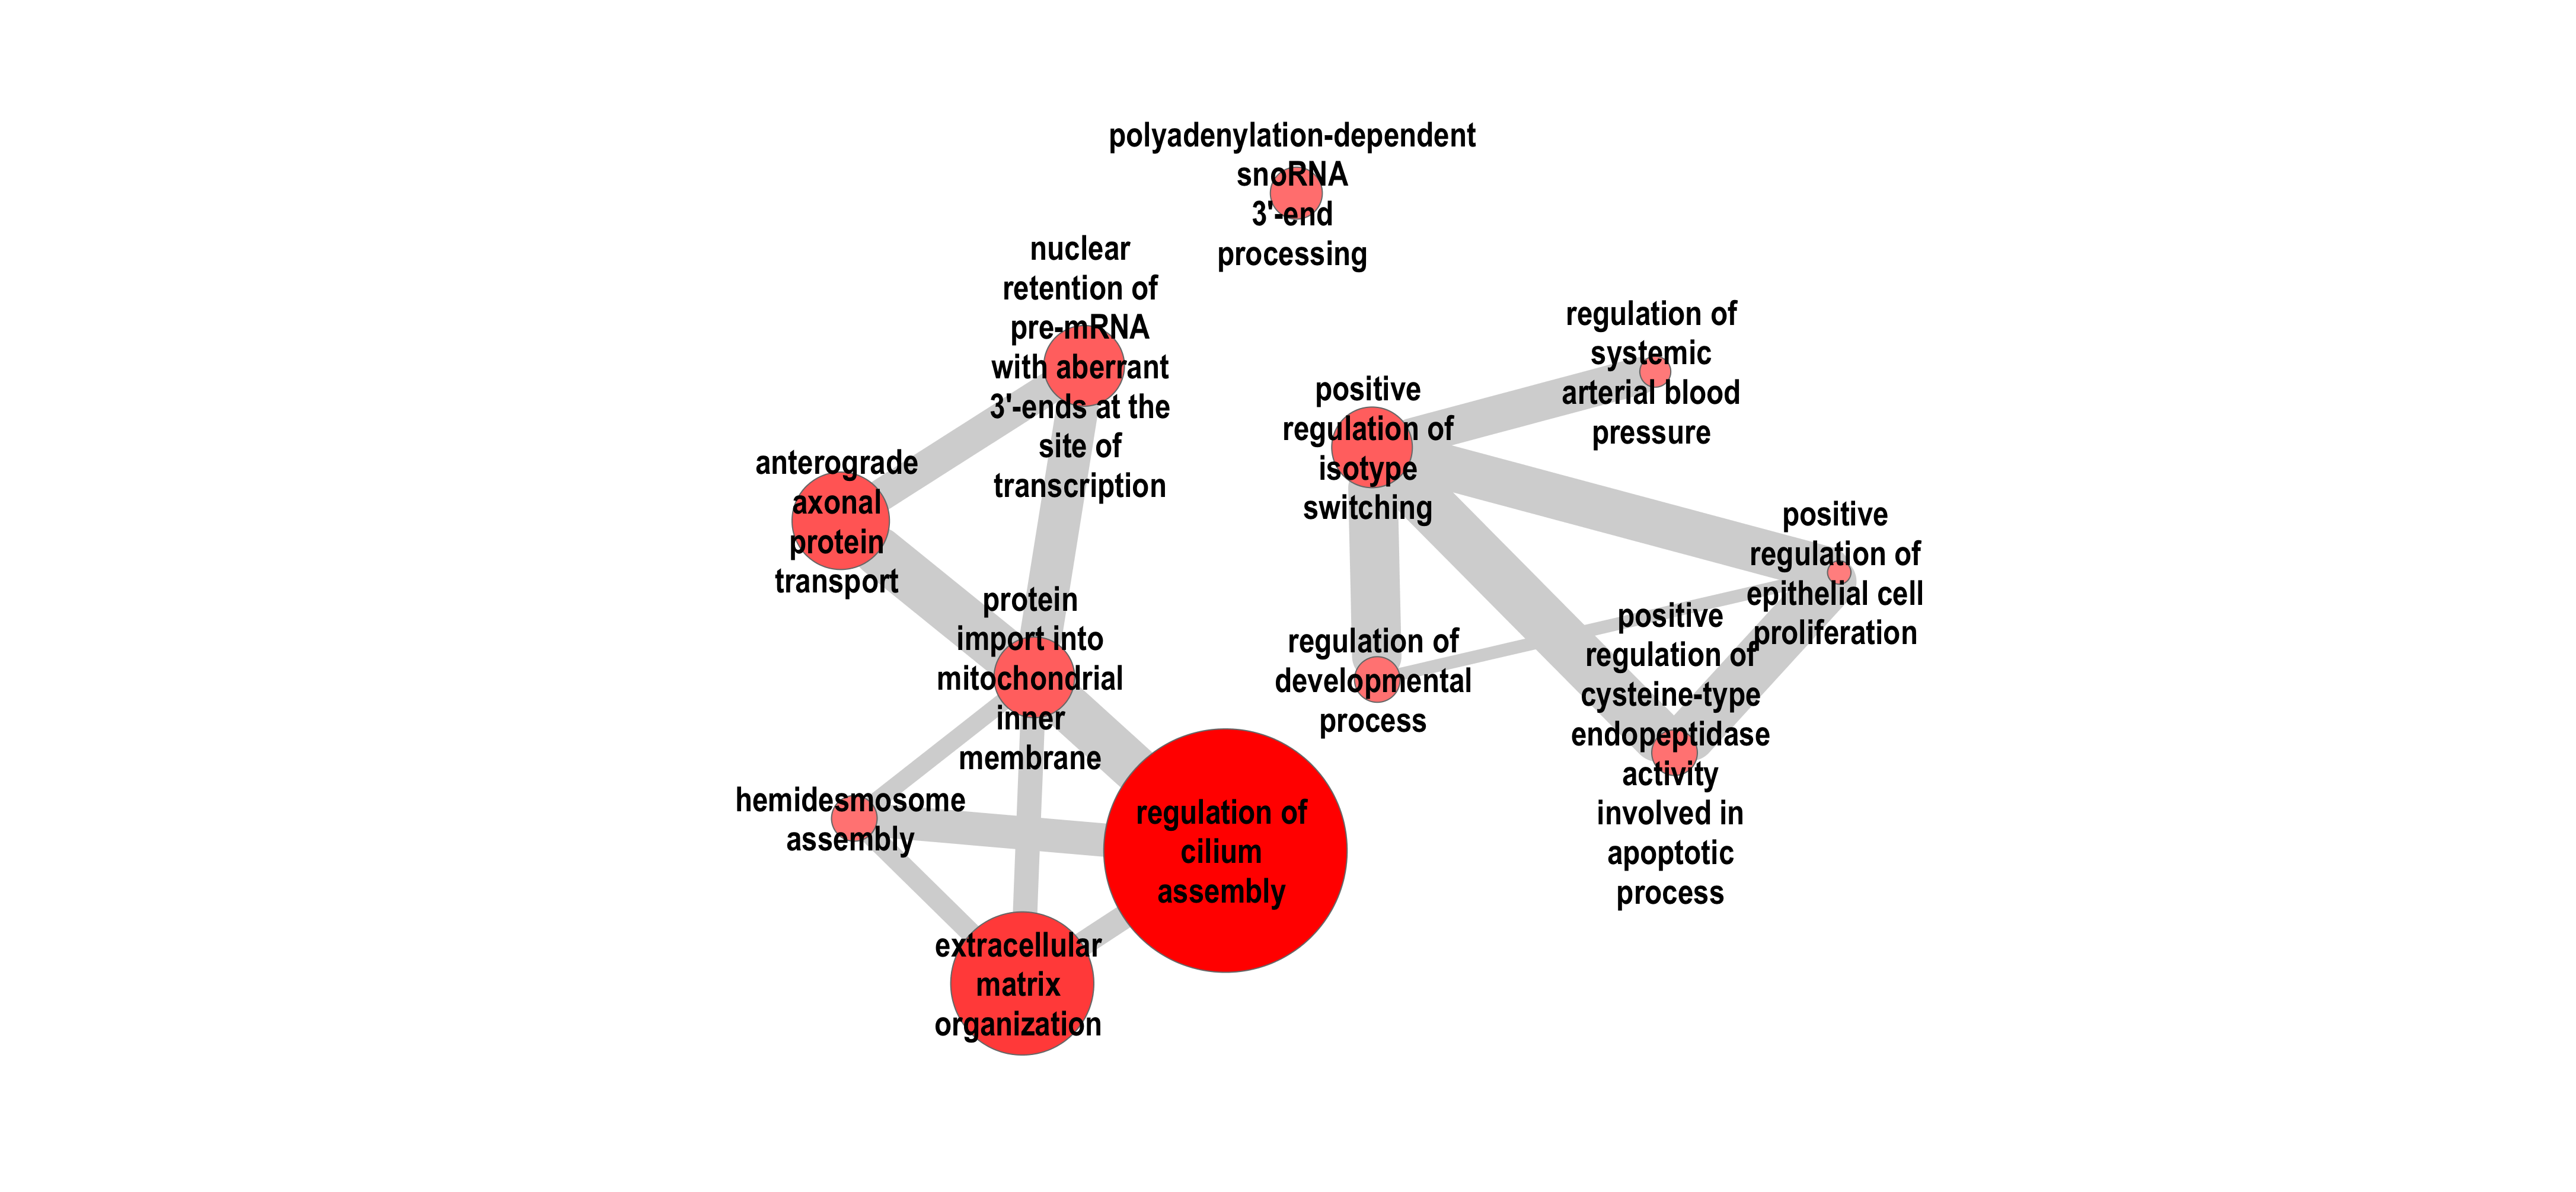 polyadenylation-dependent
snoRNA
3'-end
processing
nuclear
retention of
pre-mRNA
with aberrant
3'-ends at the
site of
transcription
regulation of
systemic
arterial blood
pressure
positive
regulation of
isotype
switching
anterograde
axonal
protein
transport
positive
regulation of
epithelial cell
proliferation
protein
import into
mitochondrial
inner
membrane
regulation of
developmental
process
positive
regulation of
cysteine-type
endopeptidase
activity
involved in
apoptotic
process
hemidesmosome
assembly
regulation of
cilium
assembly
extracellular
matrix
organization